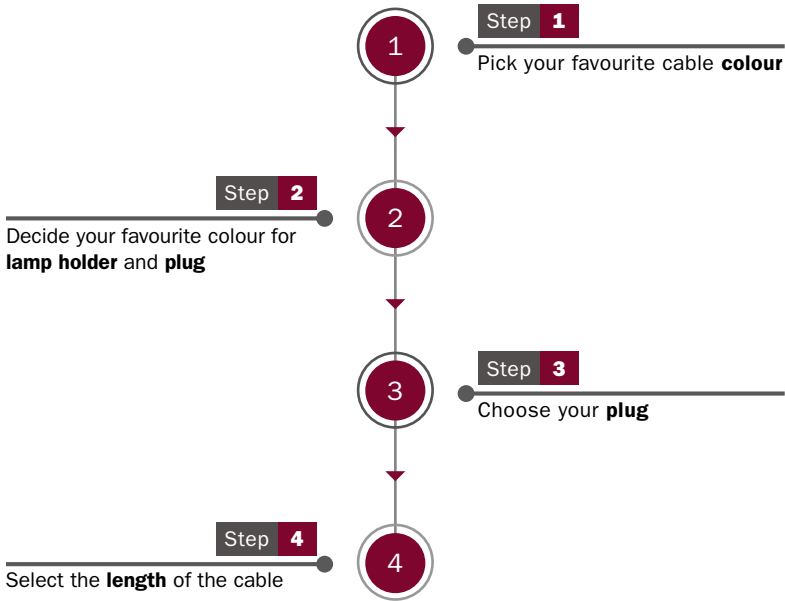 1
Step 1
Pick your favourite cable colour
Step 2
2
Decide your favourite colour for
lamp holder and plug
3
Step 3
Choose your plug
Step 4
4
Select the length of the cable